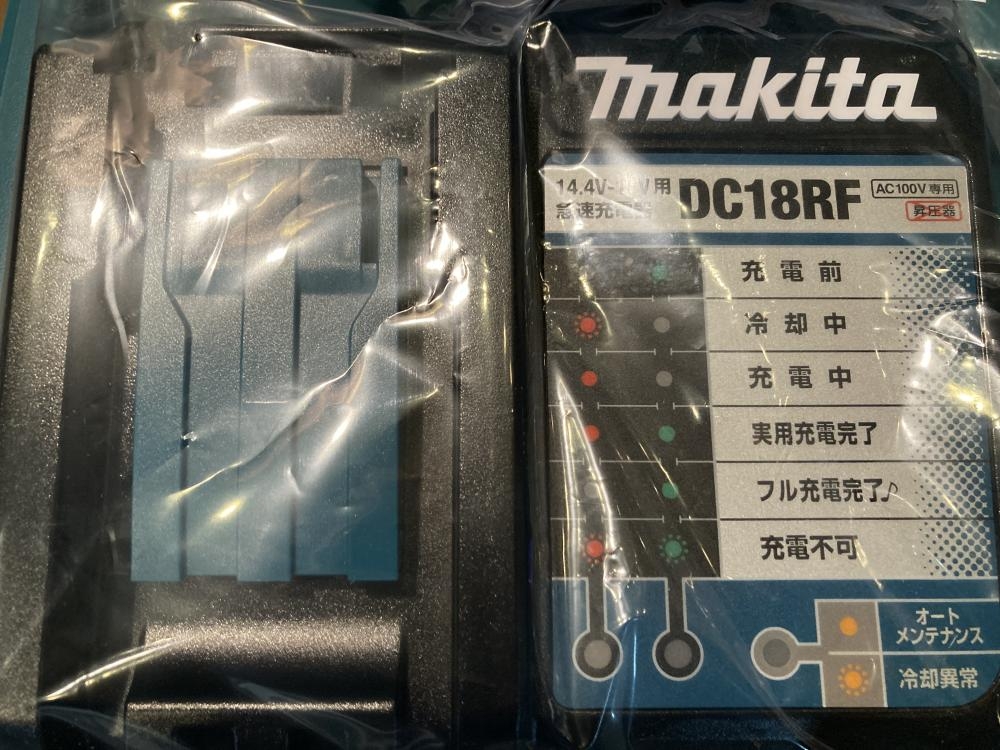 makita
14.4V-18V用
急速充電器
DC18RF
AC100V専用
昇圧器
充電前
冷却中
充電中
実用充電完了
フル充電完了♪
充電不可
オート
メンテナンス
冷却異常